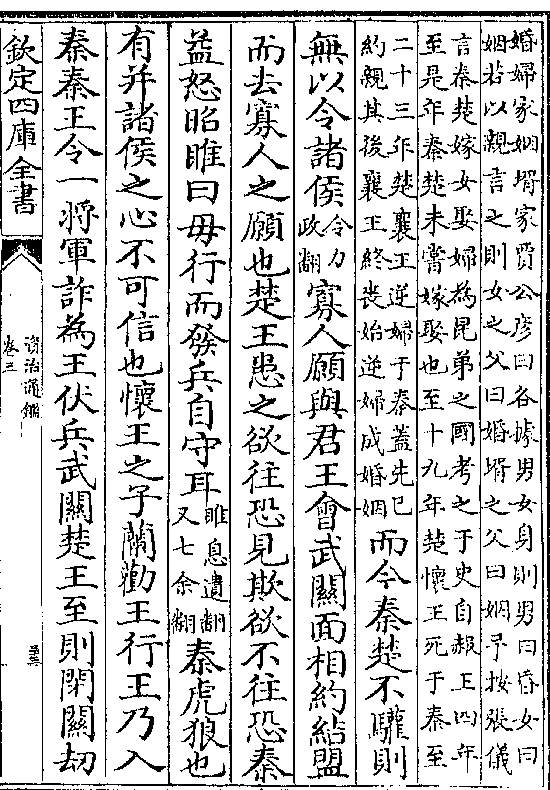 婚婦家姻壻家賈公彦曰各據男女身則男曰昏女曰
姻若以親言之則女之父曰婚壻之父曰姻予按張儀
言秦楚嫁女娶婦為昆弟之國考之于史自赧王四年
至是年秦楚未嘗嫁娶也至十九年楚懷王死于秦至
二十三年楚襄王逆婦于秦蓋先已
約親其後襄王終喪始逆婦成婚姻
而今秦楚不驩則
無以令諸侯
令力
政翻
寡人願與君王會武關面相約結盟
而去寡人之願也楚王患之欲往恐見欺欲不往恐秦
益怒昭睢曰毋行而發兵自守耳
睢息遺翻
又七余翻
秦虎狼也
有并諸侯之心不可信也懷王之子蘭勸王行王乃入
秦秦王令一将軍詐為王伏兵武關楚王至則閉關劫
欽定四庫全書
資治通鑑
卷三